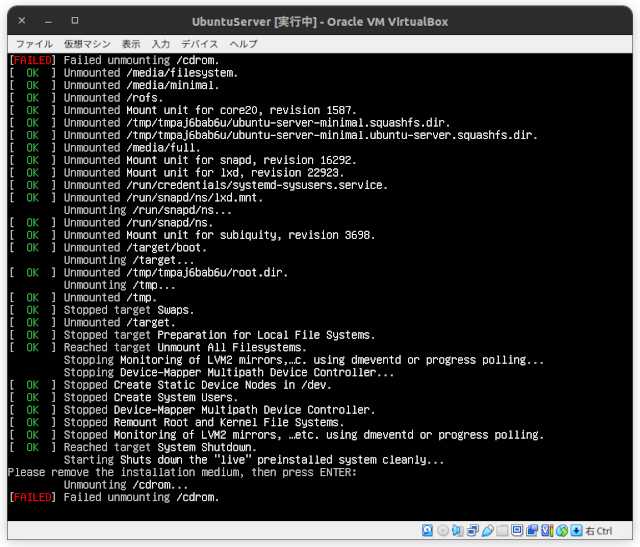 UbuntuServer [実行中] - Oracle VM VirtualBox
ファイル 仮想マシン 表示 入力 デバイス ヘルプ
[FAILED] Failed unmounting /cdrom.
[  OK  ] Unmounted /media/filesystem.
[  OK  ] Unmounted /media/minimal.
[  OK  ] Unmounted /rofs.
[  OK  ] Unmounted Mount unit for core20, revision 1587.
[  OK  ] Unmounted /tmp/tmpaj6bab6u/ubuntu-server-minimal.squashfs.dir.
[  OK  ] Unmounted /tmp/tmpaj6bab6u/ubuntu-server-minimal.ubuntu-server.squashfs.dir.
[  OK  ] Unmounted /media/full.
[  OK  ] Unmounted Mount unit for snapd, revision 16292.
[  OK  ] Unmounted Mount unit for lxd, revision 22923.
[  OK  ] Unmounted /run/credentials/systemd-sysusers.service.
[  OK  ] Unmounted /run/snapd/ns/lxd.mnt.
Unmounting /run/snapd/ns...
[  OK  ] Unmounted /run/snapd/ns.
[  OK  ] Unmounted Mount unit for subiquity, revision 3698.
[  OK  ] Unmounted /target/boot.
Unmounting /target...
[  OK  ] Unmounted /tmp/tmpaj6bab6u/root.dir.
Unmounting /tmp...
[  OK  ] Unmounted /tmp.
[  OK  ] Stopped target Swaps.
[  OK  ] Unmounted /target.
[  OK  ] Stopped target Preparation for Local File Systems.
[  OK  ] Reached target Unmount All Filesystems.
Stopping Monitoring of LVM2 mirrors,…c. using dmeventd or progress polling...
Stopping Device-Mapper Multipath Device Controller...
[  OK  ] Stopped Create Static Device Nodes in /dev.
[  OK  ] Stopped Create System Users.
[  OK  ] Stopped Device-Mapper Multipath Device Controller.
[  OK  ] Stopped Remount Root and Kernel File Systems.
[  OK  ] Stopped Monitoring of LVM2 mirrors, …etc. using dmeventd or progress polling.
[  OK  ] Reached target System Shutdown.
Starting Shuts down the "live" preinstalled system cleanly...
Please remove the installation medium, then press ENTER:
Unmounting /cdrom...
[FAILED] Failed unmounting /cdrom.
右 Ctrl